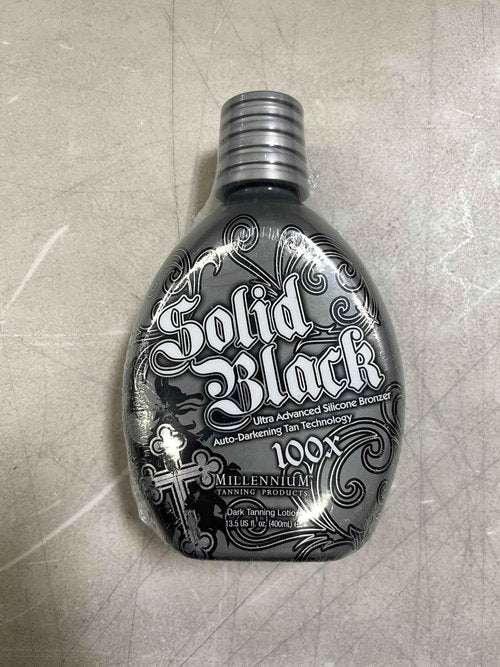 Solid
Black
Ultra Advanced Silicone Bronzer
Auto-Darkening Tan Technology
100x
MILLENNIUM
TANNING PRODUCTS
Dark Tanning Lotion
13.5 US fl. oz. (400mL) e